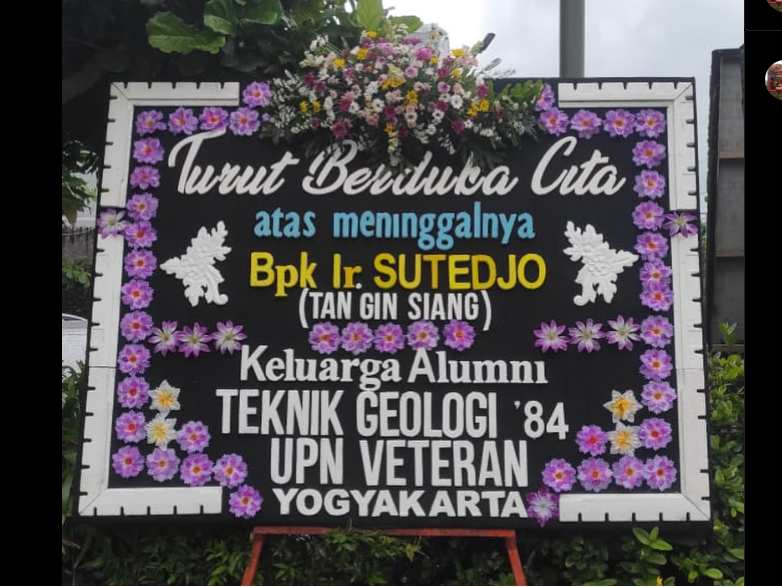 Turut Berduka Cita
atas meninggalnya
Bpk Ir. SUTEDJO
(TAN GIN SIANG)
Keluarga Alumni
TEKNIK GEOLOGI '84
UPN VETERAN
YOGYAKARTA